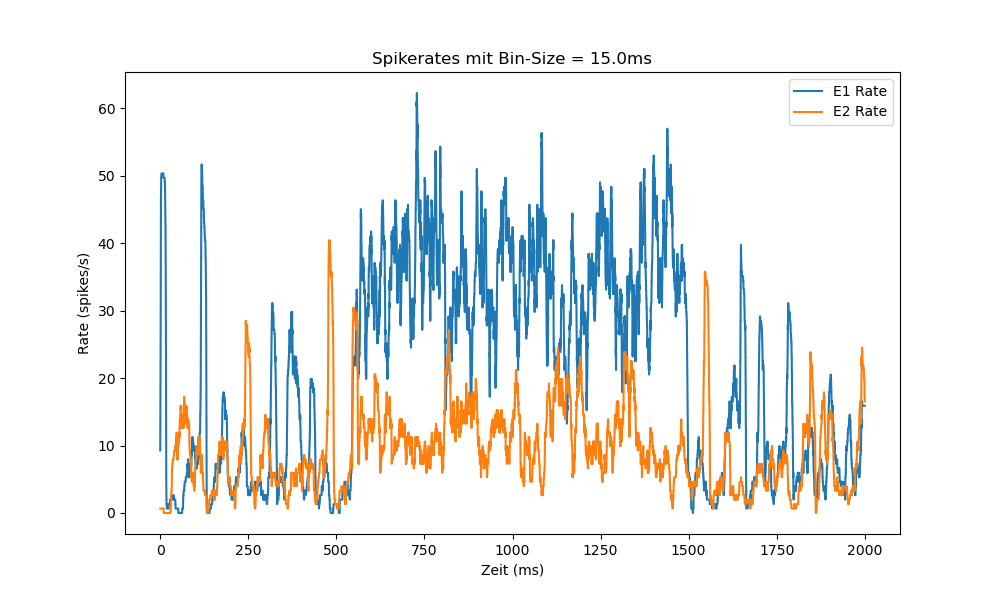 Spikerates mit Bin-Size = 15.0ms
E1 Rate
E2 Rate
Rate (spikes/s)
60
50
40
30
20
10
0
0 250 500 750 1000 1250 1500 1750 2000
Zeit (ms)